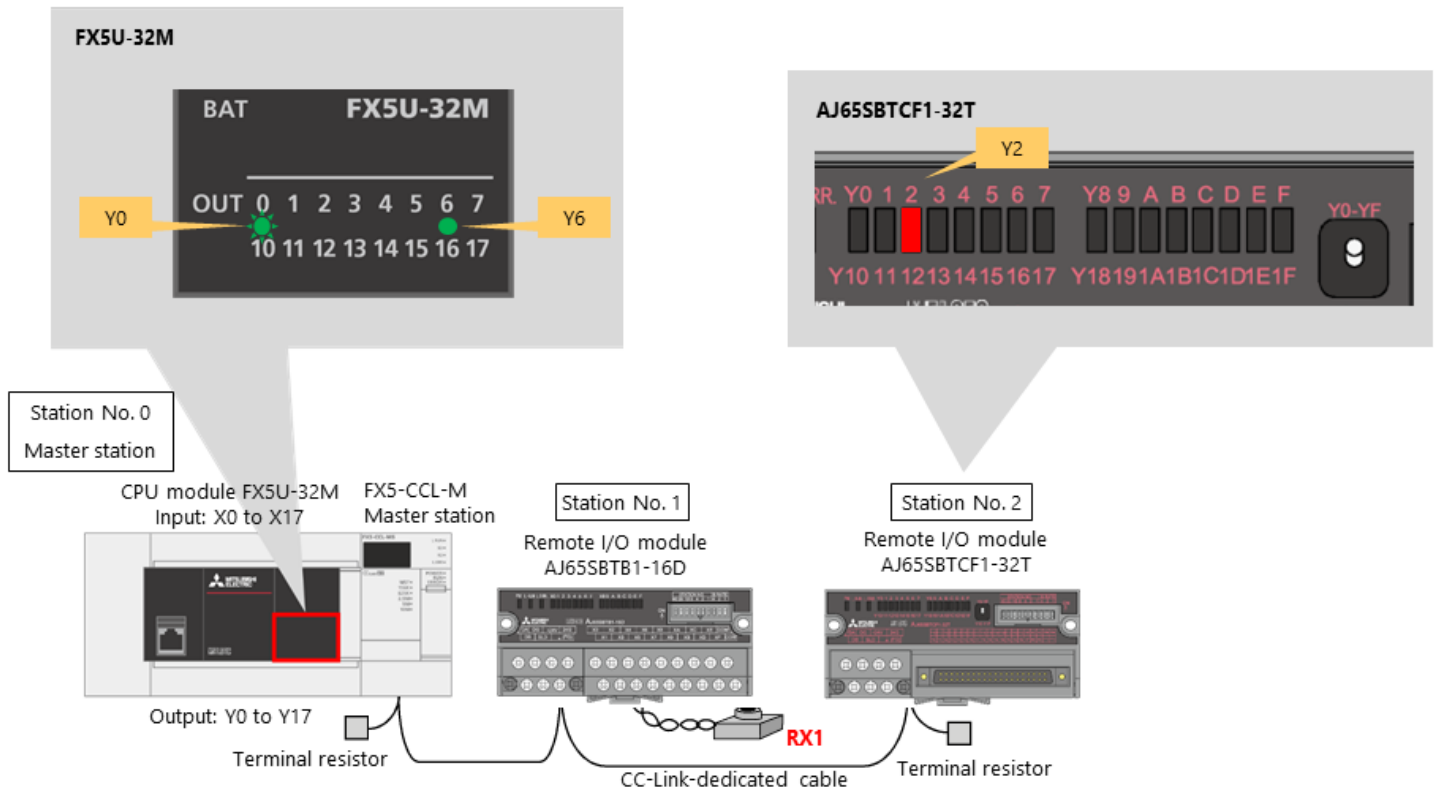 FX5U-32M
BAT FX5U-32M
OUT 0 1 2 3 4 5 6 7
Y0
Y6
10 11 12 13 14 15 16 17
AJ65SBTCF1-32T
Y2
RR. Y0 1 2 3 4 5 6 7 Y8 9 A B C D E F
Y0-YF
Y10 11 12 13 14 15 16 17 Y18 19 1A 1B 1C 1D 1E 1F
Station No. 0
Master station
CPU module FX5U-32M
Input: X0 to X17
FX5-CCL-M
Master station
Station No. 1
Remote I/O module
AJ65SBTB1-16D
Station No. 2
Remote I/O module
AJ65SBTCF1-32T
MITSUBISHI
ELECTRIC
Output: Y0 to Y17
Terminal resistor
RX1
CC-Link-dedicated cable
Terminal resistor